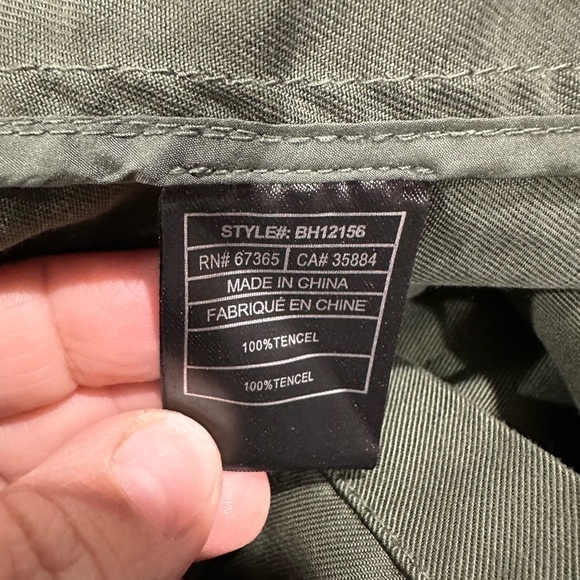 STYLE#: BH12156
RN# 67365 CA# 35884
MADE IN CHINA
FABRIQUÉ EN CHINE
100%TENCEL
100%TENCEL